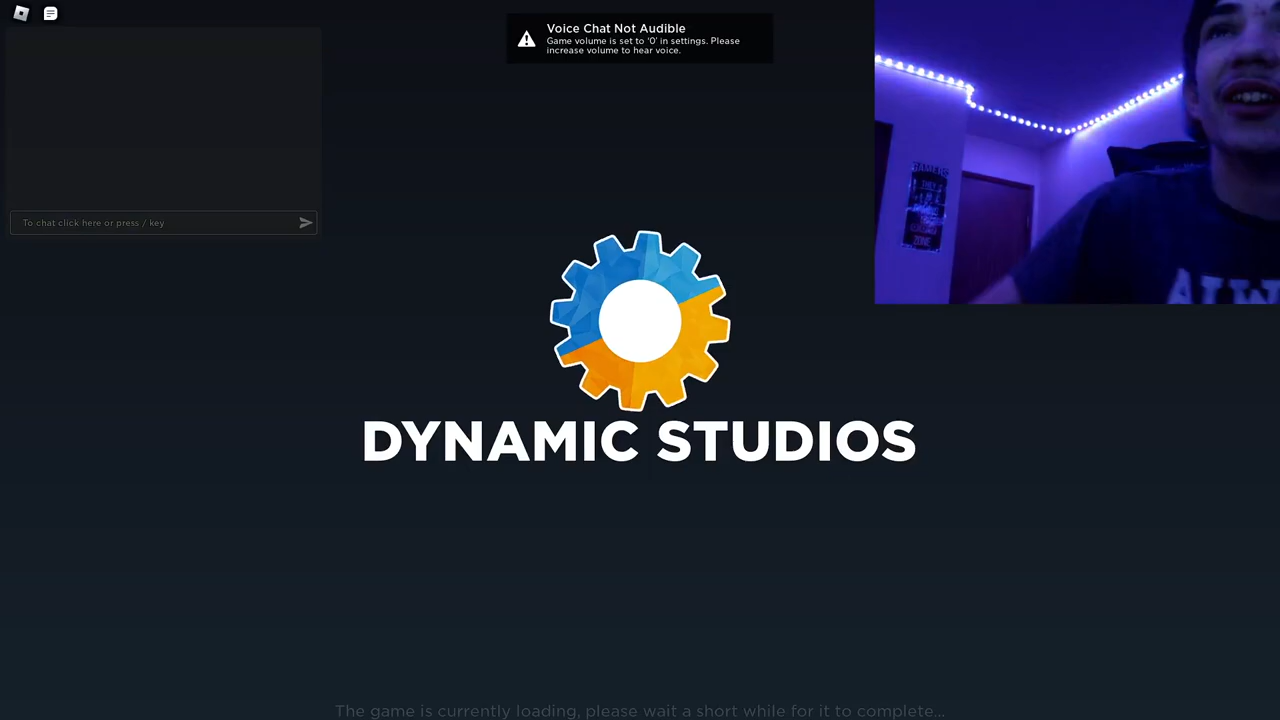 Voice Chat Not Audible
Game volume is set to '0' in settings. Please
increase volume to hear voice.
To chat click here or press / key
GAMERS
ZONE
DYNAMIC STUDIOS
The game is currently loading, please wait a short while for it to complete...